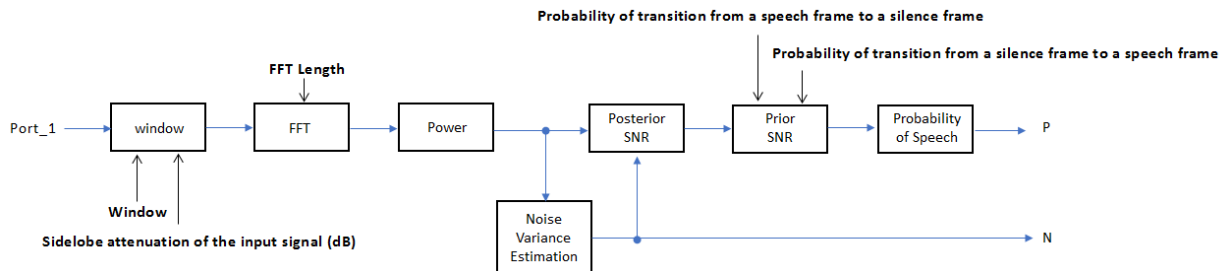 Probability of transition from a speech frame to a silence frame
Probability of transition from a silence frame to a speech frame
FFT Length
Port_1
window
FFT
Power
Posterior
SNR
Prior
SNR
Probability
of Speech
P
Window
Sidelobe attenuation of the input signal (dB)
Noise
Variance
Estimation
N